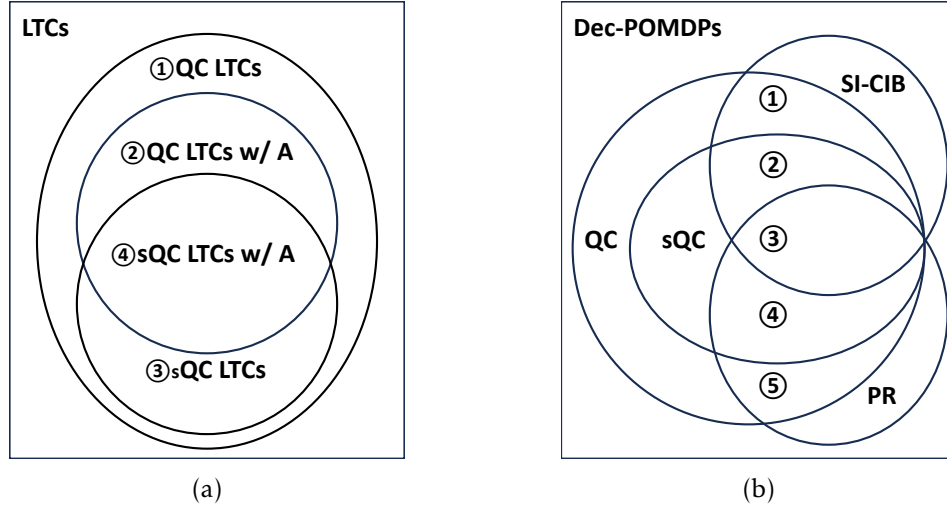 LTCs
①QC LTCs
②QC LTCs w/ A
④sQC LTCs w/ A
③sQC LTCs
(a)
Dec-POMDPs
SI-CIB
①
②
QC
sQC
③
④
⑤
PR
(b)